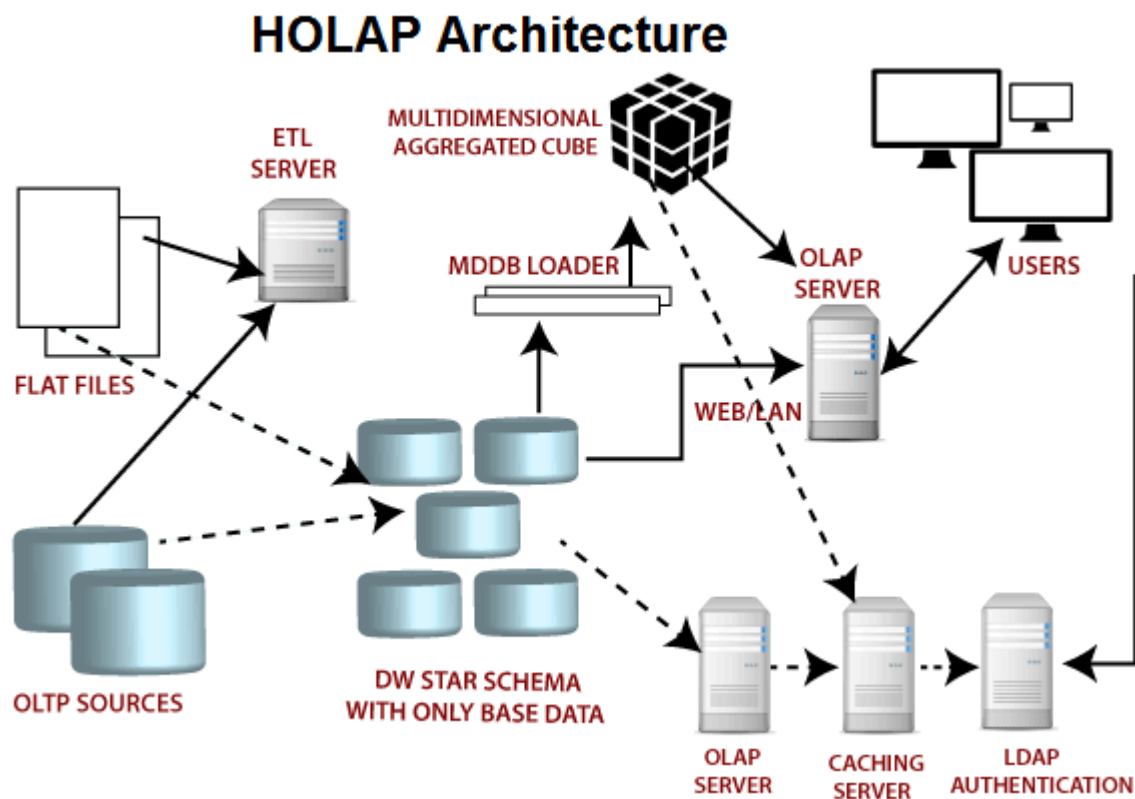 HOLAP Architecture
MULTIDIMENSIONAL
AGGREGATED CUBE
ETL
SERVER
MDDB LOADER
OLAP
SERVER
USERS
FLAT FILES
WEB/LAN
OLTP SOURCES
DW STAR SCHEMA
WITH ONLY BASE DATA
OLAP
SERVER
CACHING
SERVER
LDAP
AUTHENTICATION